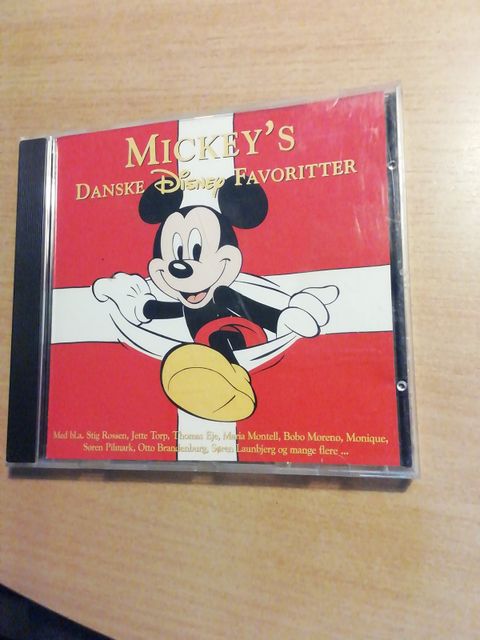 MICKEY'S
DANSKE Disney FAVORITTER
Med bl.a. Stig Rossen, Jette Torp, Thomas Eje, Maria Montell, Bobo Moreno, Monique,
Søren Pilmark, Otto Brandenburg, Søren Launbjerg og mange flere ...